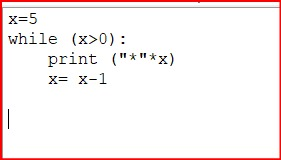 x=5
while (x>0):
    print ("*"*x)
    x= x-1